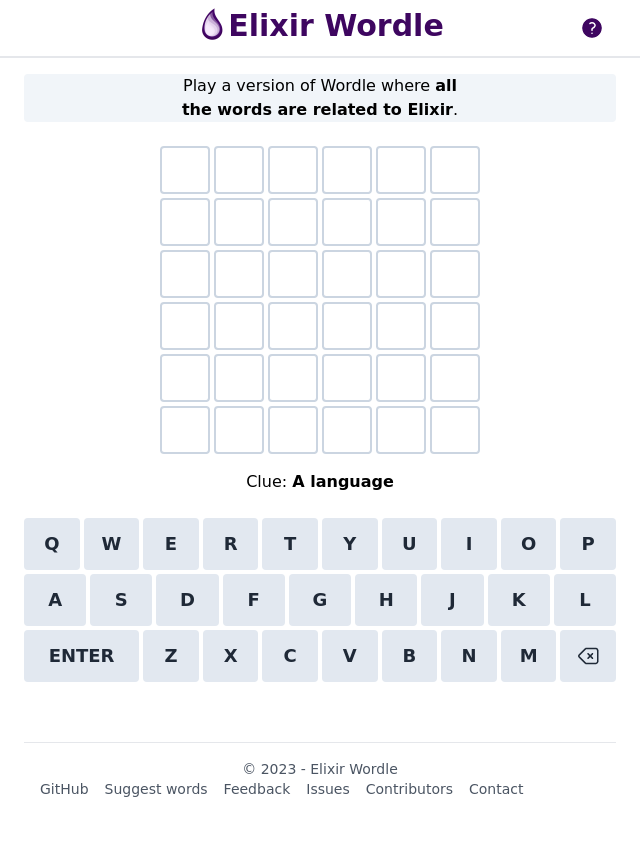 Elixir Wordle
?
Play a version of Wordle where all
the words are related to Elixir.
Clue: A language
Q W E R T Y U I O P
A S D F G H J K L
ENTER Z X C V B N M
© 2023 - Elixir Wordle
GitHub Suggest words Feedback Issues Contributors Contact